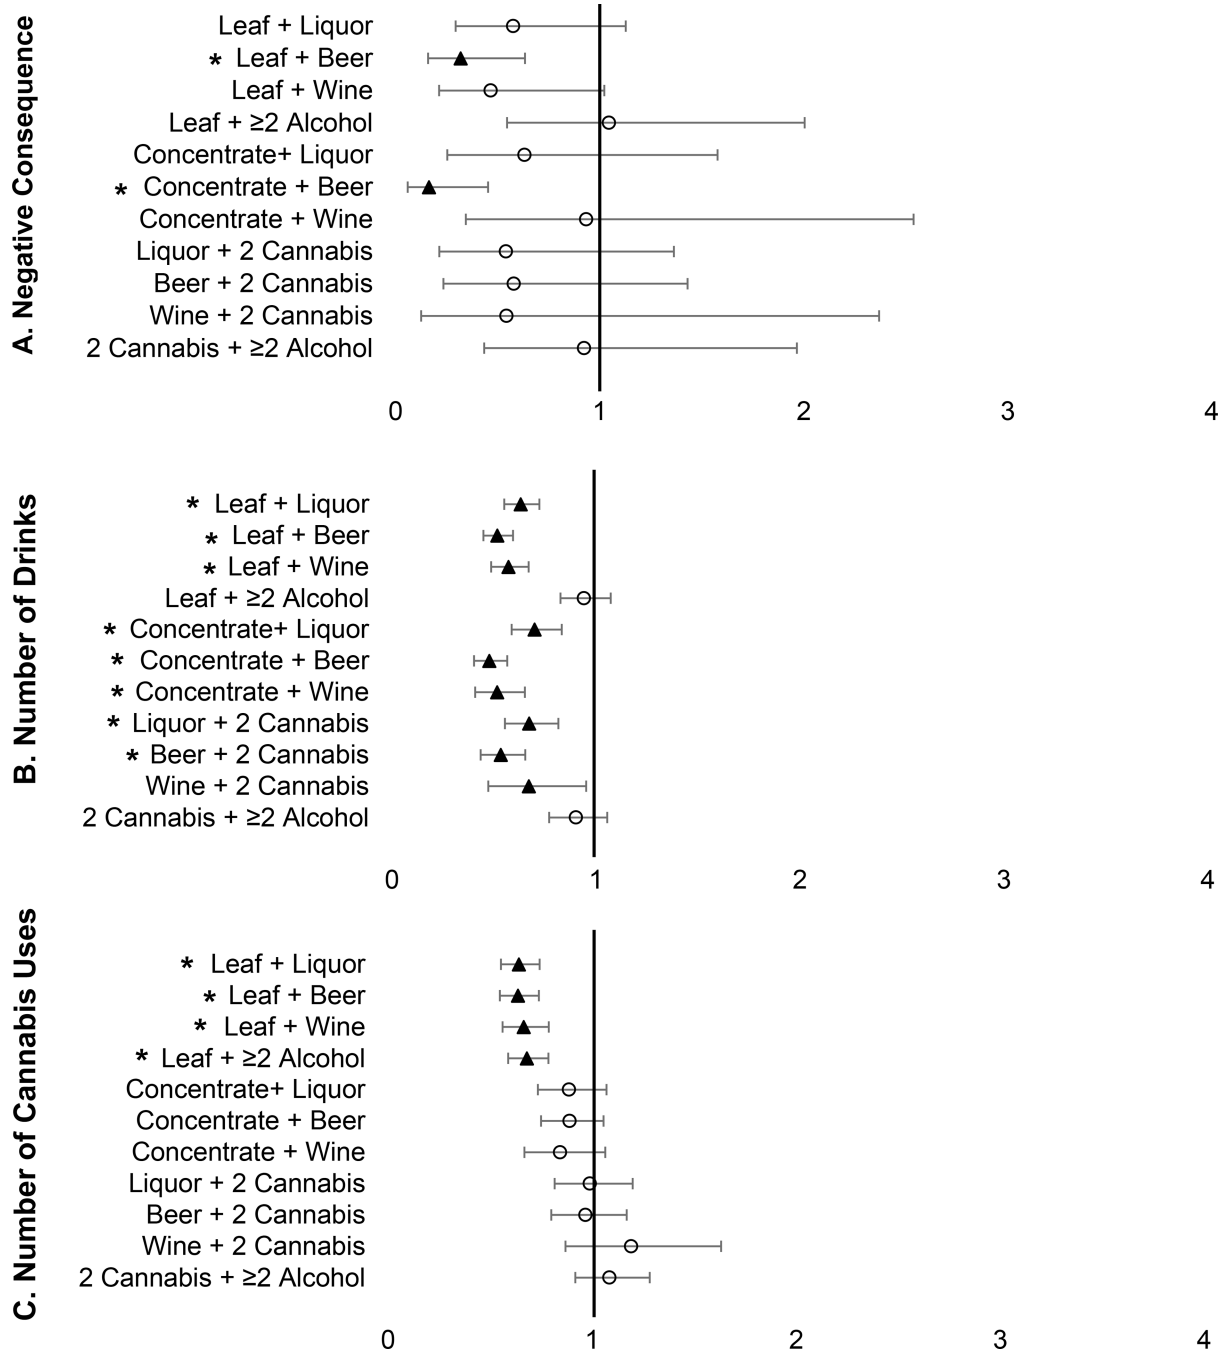 A. Negative Consequence
Leaf + Liquor
* Leaf + Beer
Leaf + Wine
Leaf + ≥2 Alcohol
Concentrate+ Liquor
* Concentrate + Beer
Concentrate + Wine
Liquor + 2 Cannabis
Beer + 2 Cannabis
Wine + 2 Cannabis
2 Cannabis + ≥2 Alcohol
0 1 2 3 4
B. Number of Drinks
* Leaf + Liquor
* Leaf + Beer
* Leaf + Wine
Leaf + ≥2 Alcohol
* Concentrate+ Liquor
* Concentrate + Beer
* Concentrate + Wine
* Liquor + 2 Cannabis
* Beer + 2 Cannabis
Wine + 2 Cannabis
2 Cannabis + ≥2 Alcohol
0 1 2 3 4
C. Number of Cannabis Uses
* Leaf + Liquor
* Leaf + Beer
* Leaf + Wine
* Leaf + ≥2 Alcohol
Concentrate+ Liquor
Concentrate + Beer
Concentrate + Wine
Liquor + 2 Cannabis
Beer + 2 Cannabis
Wine + 2 Cannabis
2 Cannabis + ≥2 Alcohol
0 1 2 3 4